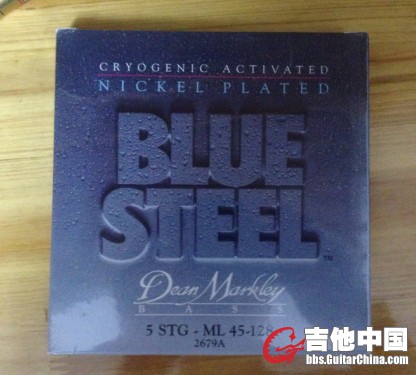 CRYOGENIC ACTIVATED
NICKEL PLATED
BLUE
STEEL™
Dean Markley
BASS
5 STG - ML 45-128
2679A
吉他中国
bbs.GuitarChina.com